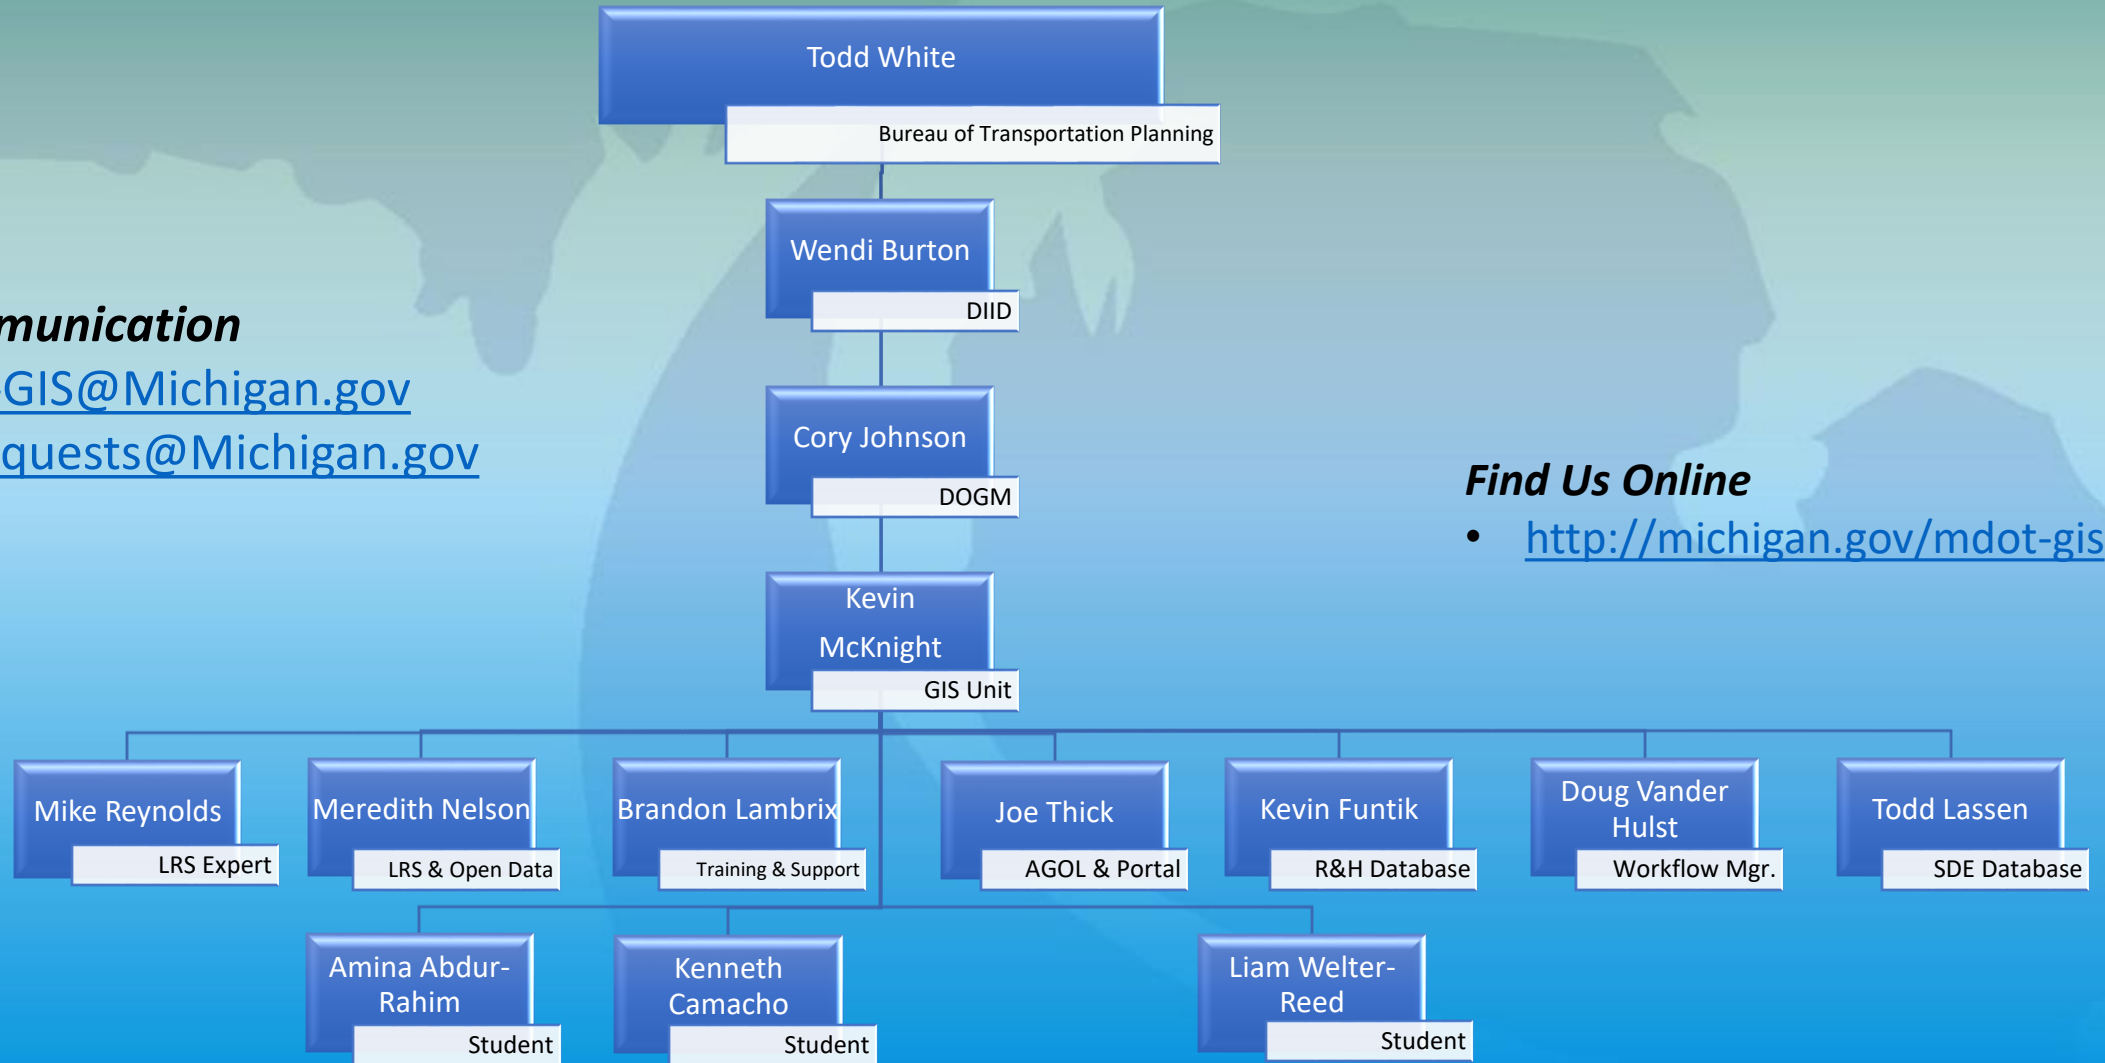 Todd White
Bureau of Transportation Planning
Wendi Burton
DIID
munication
-GIS@Michigan.gov
quests@Michigan.gov
Cory Johnson
DOGM
Find Us Online
• http://michigan.gov/mdot-gis
Kevin
McKnight
GIS Unit
Mike Reynolds
LRS Expert
Meredith Nelson
LRS & Open Data
Brandon Lambrix
Training & Support
Joe Thick
AGOL & Portal
Kevin Funtik
R&H Database
Doug Vander
Hulst
Workflow Mgr.
Todd Lassen
SDE Database
Amina Abdur-
Rahim
Student
Kenneth
Camacho
Student
Liam Welter-
Reed
Student